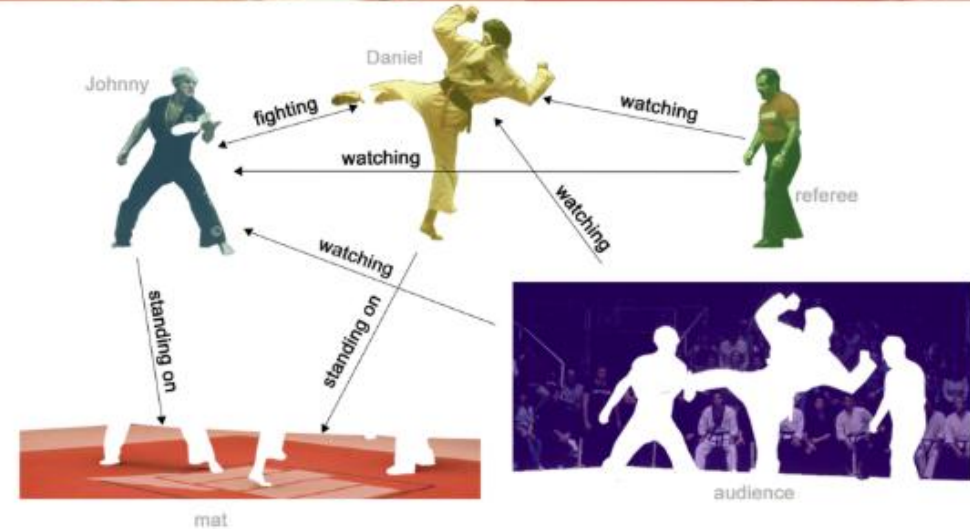 Daniel
Johnny
fighting
watching
watching
referee
watching
watching
standing on
standing on
audience
mat